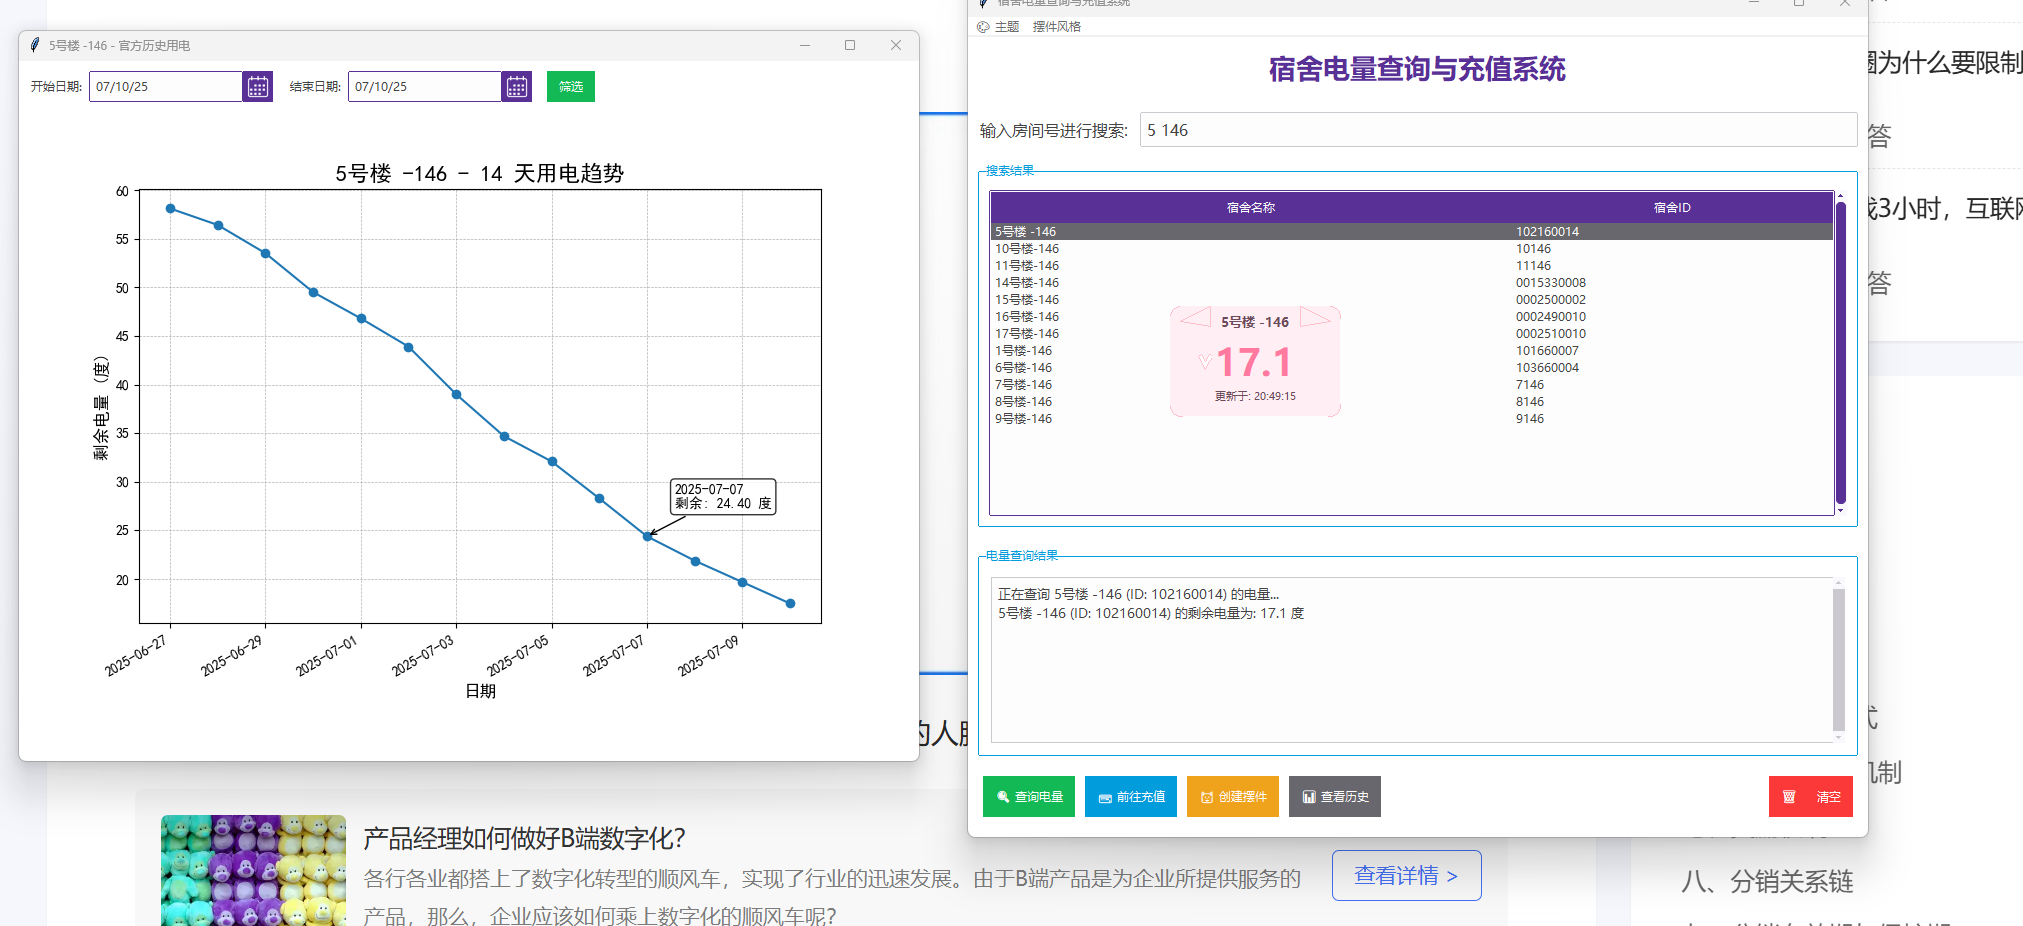 5号楼 -146 - 官方历史用电
开始日期:
07/10/25
结束日期:
07/10/25
筛选
5号楼 -146 - 14 天用电趋势
60
55
50
45
40
35
30
25
20
剩余电量 (度)
2025-07-07
剩余: 24.40 度
2025-06-27
2025-06-29
2025-07-01
2025-07-03
2025-07-05
2025-07-07
2025-07-09
日期
宿舍电量查询与充值系统
主题
摆件风格
宿舍电量查询与充值系统
输入房间号进行搜索:
5 146
搜索结果
宿舍名称
宿舍ID
5号楼 -146
102160014
10号楼-146
10146
11号楼-146
11146
14号楼-146
0015330008
15号楼-146
0002500002
16号楼-146
0002490010
17号楼-146
0002510010
1号楼-146
101660007
6号楼-146
103660004
7号楼-146
7146
8号楼-146
8146
9号楼-146
9146
5号楼 -146
17.1
更新于: 20:49:15
电量查询结果
正在查询 5号楼 -146 (ID: 102160014) 的电量...
5号楼 -146 (ID: 102160014) 的剩余电量为: 17.1 度
查询电量
前往充值
创建摆件
查看历史
清空
为什么要限制
答
3小时，互联
答
式
机制
八、分销关系链
的人
产品经理如何做好B端数字化?
各行各业都搭上了数字化转型的顺风车，实现了行业的迅速发展。由于B端产品是为企业所提供服务的
产品，那么，企业应该如何乘上数字化的顺风车呢?
查看详情 >